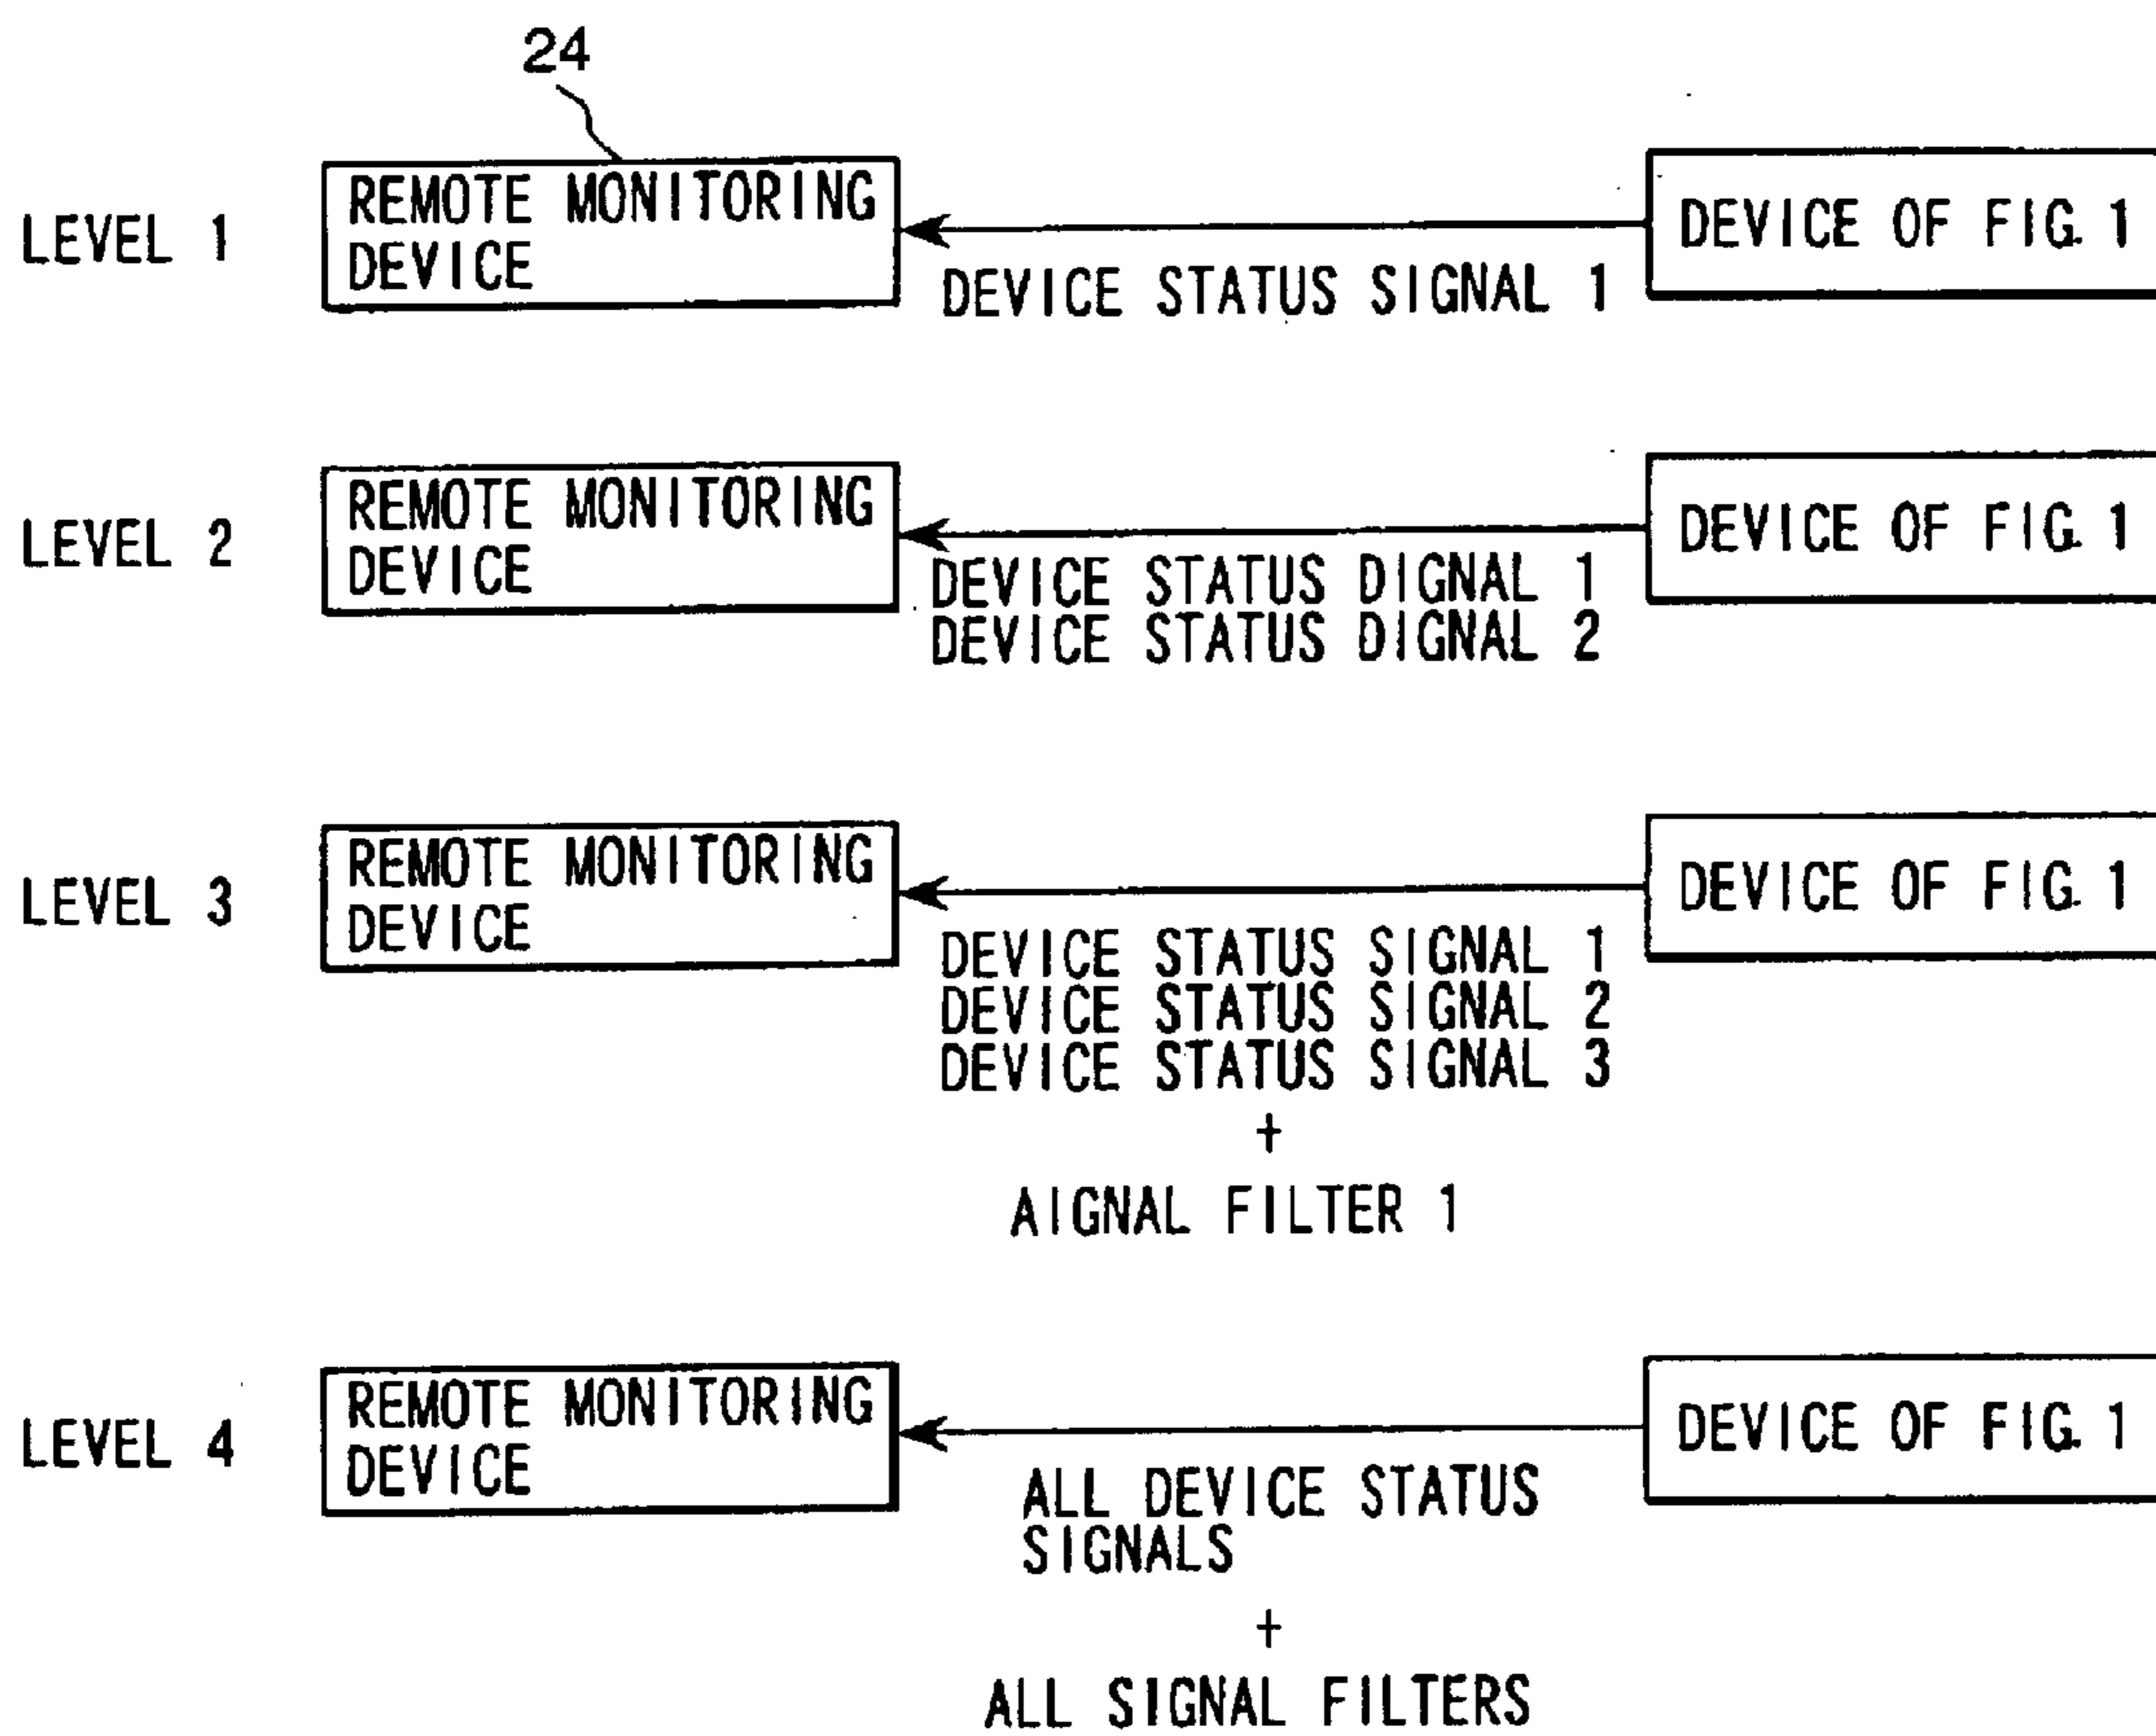 24
LEVEL 1
REMOTE MONITORING
DEVICE
DEVICE STATUS SIGNAL 1
DEVICE OF FIG. 1
LEVEL 2
REMOTE MONITORING
DEVICE
DEVICE STATUS DIGNAL 1
DEVICE STATUS DIGNAL 2
DEVICE OF FIG. 1
LEVEL 3
REMOTE MONITORING
DEVICE
DEVICE STATUS SIGNAL 1
DEVICE STATUS SIGNAL 2
DEVICE STATUS SIGNAL 3
+
AIGNAL FILTER 1
DEVICE OF FIG. 1
LEVEL 4
REMOTE MONITORING
DEVICE
ALL DEVICE STATUS
SIGNALS
+
ALL SIGNAL FILTERS
DEVICE OF FIG. 1